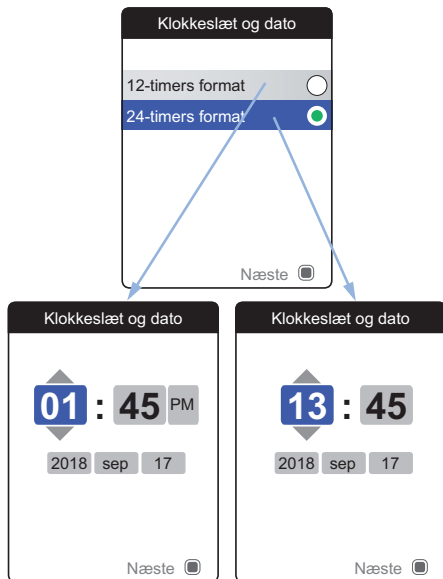 Klokkeslæt og dato
12-timers format
24-timers format
Næste
Klokkeslæt og dato
01 : 45 PM
2018 sep 17
Næste
Klokkeslæt og dato
13 : 45
2018 sep 17
Næste